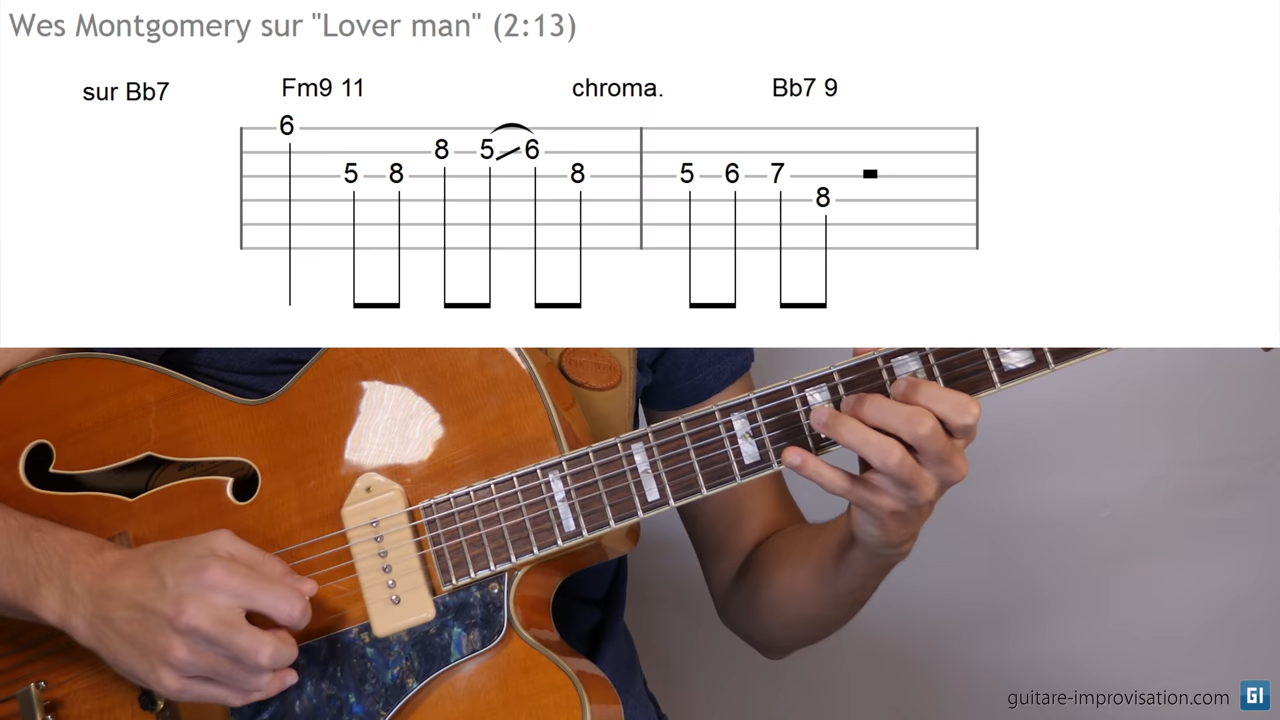 Wes Montgomery sur "Lover man" (2:13)
sur Bb7 Fm9 11 chroma. Bb7 9
6
8 5 6
5 8 8 5 6 7
8
guitare-improvisation.com GI